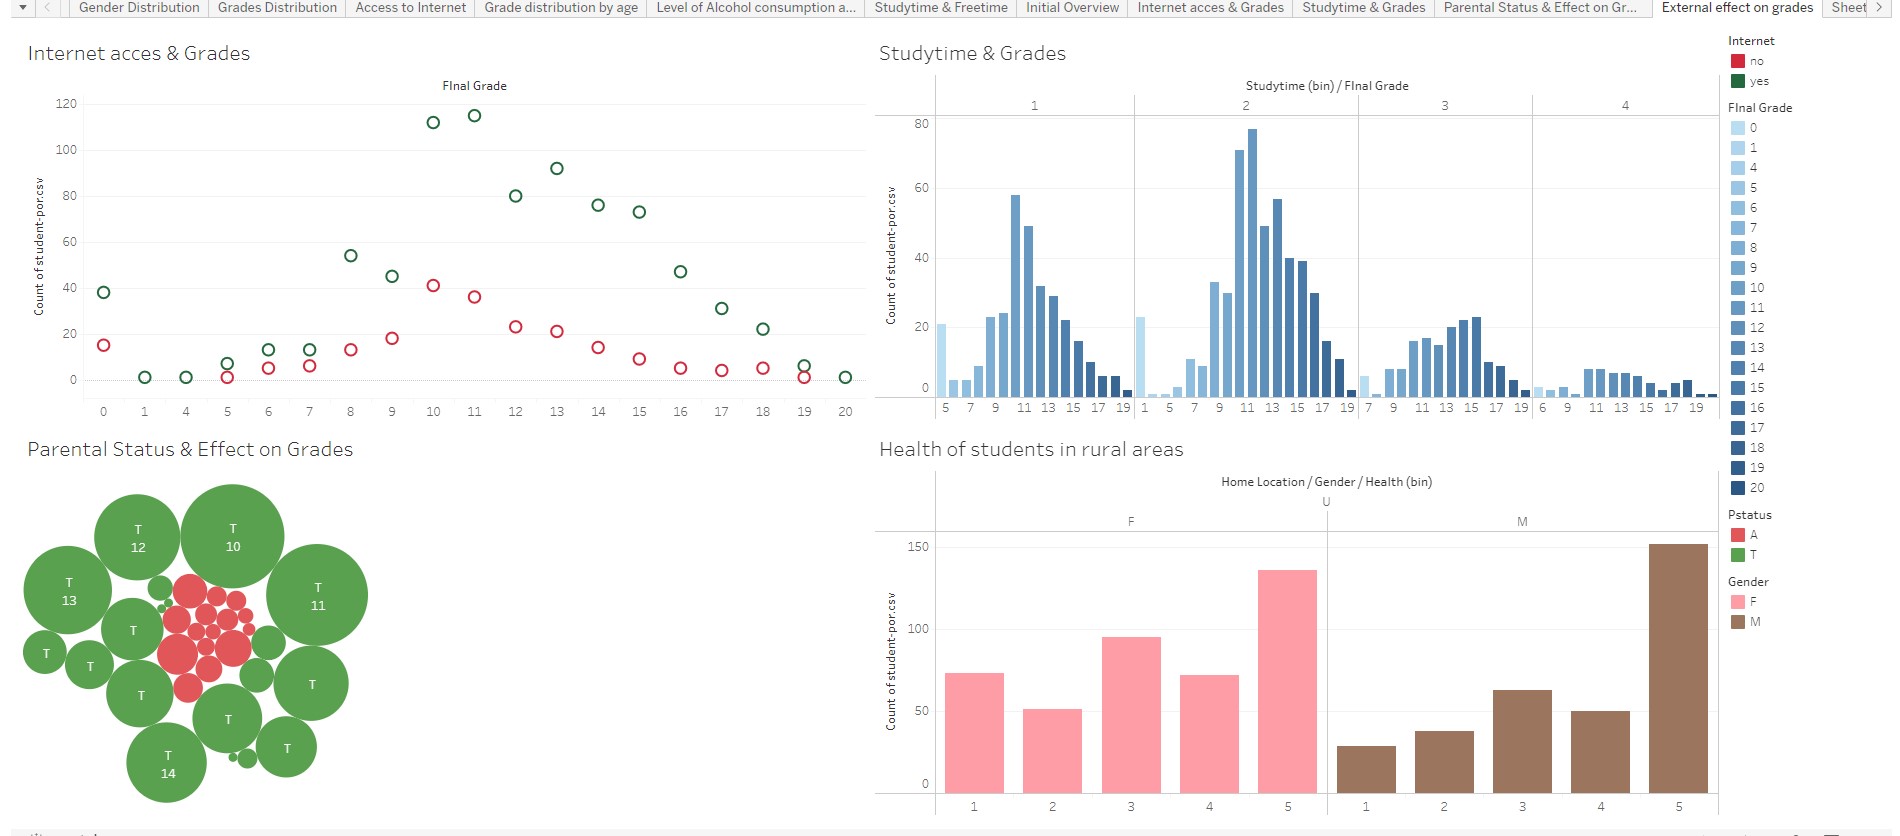 Gender Distribution
Grades Distribution
Access to Internet
Grade distribution by age
Level of Alcohol consumption a...
Studytime & Freetime
Initial Overview
Internet acces & Grades
Studytime & Grades
Parental Status & Effect on Gr...
External effect on grades
Sheet
Internet acces & Grades
FInal Grade
Count of student-por.csv
120
100
80
60
40
20
0
0 1 4 5 6 7 8 9 10 11 12 13 14 15 16 17 18 19 20
Studytime & Grades
Studytime (bin) / FInal Grade
1 2 3 4
Count of student-por.csv
80
60
40
20
0
5 7 9 11 13 15 17 19 1 5 7 9 11 13 15 17 19 7 9 11 13 15 17 19 6 9 11 13 15 17 19
Parental Status & Effect on Grades
T
12
T
10
T
13
T
11
T
T
T
T
T
T
T
T
14
Health of students in rural areas
Home Location / Gender / Health (bin)
U
F M
Count of student-por.csv
150
100
50
0
1 2 3 4 5 1 2 3 4 5
Internet
no
yes
FInal Grade
0
1
4
5
6
7
8
9
10
11
12
13
14
15
16
17
18
19
20
Pstatus
A
T
Gender
F
M